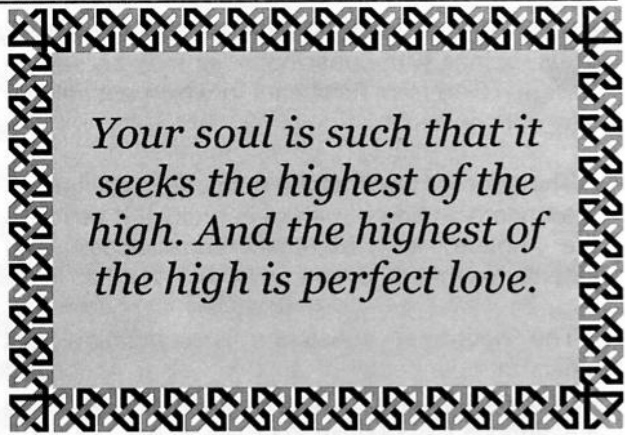 Your soul is such that it
seeks the highest of the
high. And the highest of
the high is perfect love.